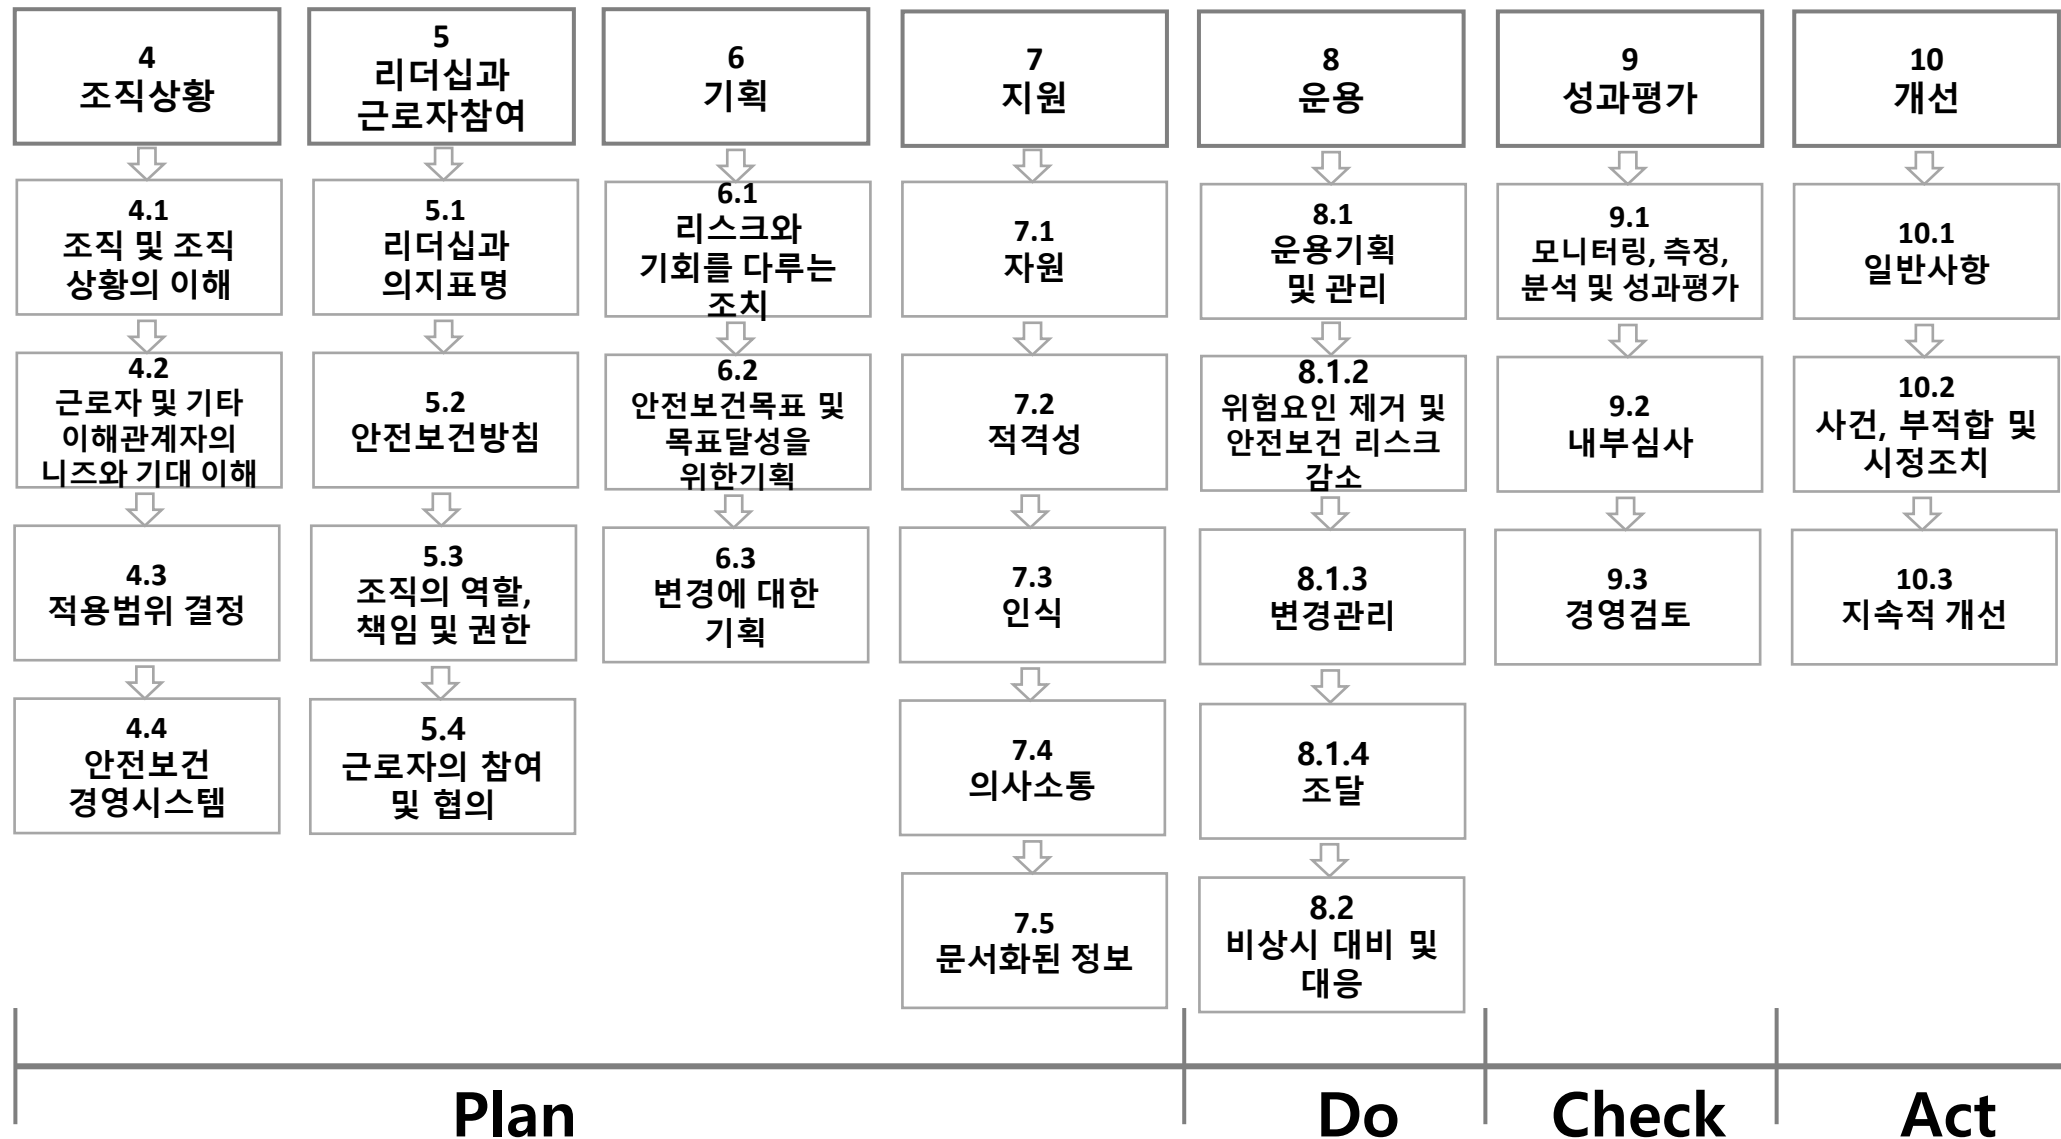 4
조직상황
5
리더십과
근로자참여
6
기획
7
지원
8
운용
9
성과평가
10
개선
4.1
조직 및 조직
상황의 이해
5.1
리더십과
의지표명
6.1
리스크와
기회를 다루는
조치
7.1
자원
8.1
운용기획
및 관리
9.1
모니터링, 측정,
분석 및 성과평가
10.1
일반사항
4.2
근로자 및 기타
이해관계자의
니즈와 기대 이해
5.2
안전보건방침
6.2
안전보건목표 및
목표달성을
위한기획
7.2
적격성
8.1.2
위험요인 제거 및
안전보건 리스크
감소
9.2
내부심사
10.2
사건, 부적합 및
시정조치
4.3
적용범위 결정
5.3
조직의 역할,
책임 및 권한
6.3
변경에 대한
기획
7.3
인식
8.1.3
변경관리
9.3
경영검토
10.3
지속적 개선
4.4
안전보건
경영시스템
5.4
근로자의 참여
및 협의
7.4
의사소통
8.1.4
조달
7.5
문서화된 정보
8.2
비상시 대비 및
대응
Plan
Do
Check
Act